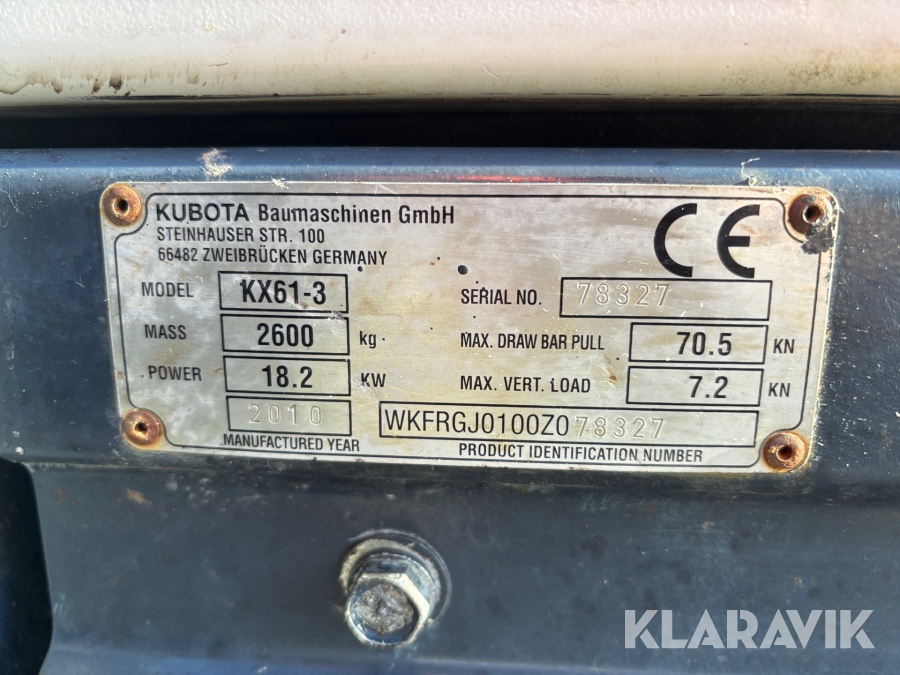 KUBOTA Baumaschinen GmbH
STEINHAUSER STR. 100
66482 ZWEIBRÜCKEN GERMANY
CE
MODEL KX61-3 SERIAL NO. 78327
MASS 2600 kg MAX. DRAW BAR PULL 70.5 KN
POWER 18.2 KW MAX. VERT. LOAD 7.2 KN
2010 WKFRGJ0100Z078327
MANUFACTURED YEAR PRODUCT IDENTIFICATION NUMBER
KLARAVIK